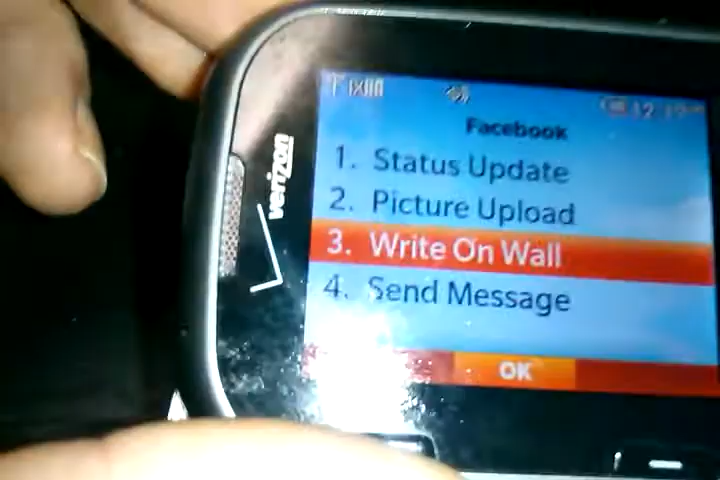 verizon
Facebook
1. Status Update
2. Picture Upload
3. Write On Wall
4. Send Message
OK